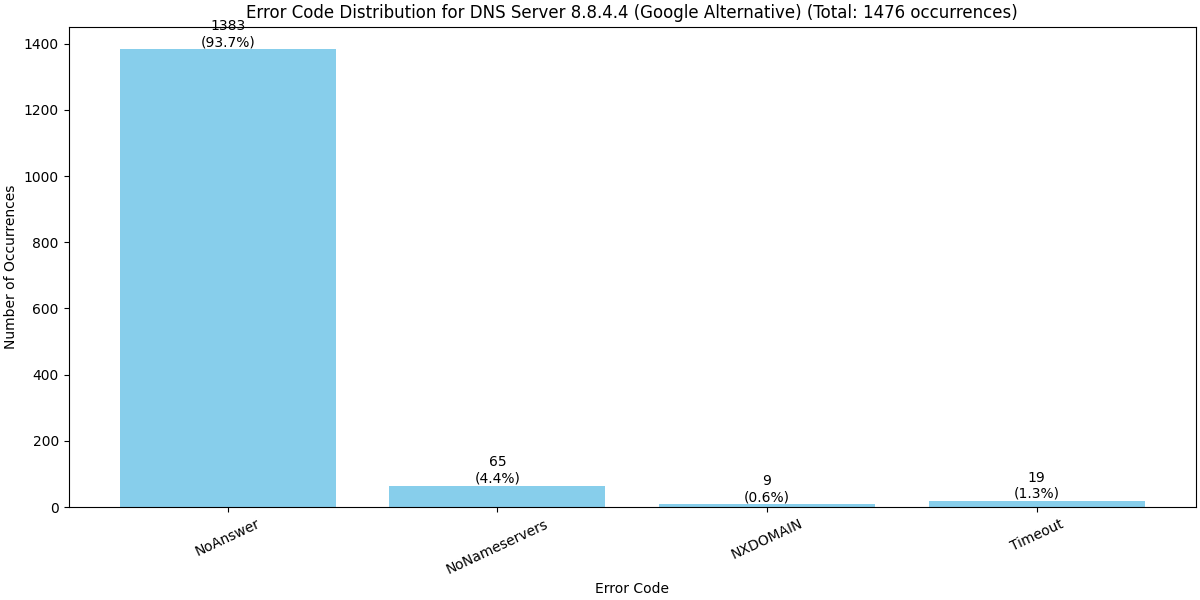 Error Code Distribution for DNS Server 8.8.4.4 (Google Alternative) (Total: 1476 occurrences)
1383
(93.7%)
65
(4.4%)
9
(0.6%)
19
(1.3%)
Number of Occurrences
1400
1200
1000
800
600
400
200
0
NoAnswer
NoNameservers
NXDOMAIN
Timeout
Error Code